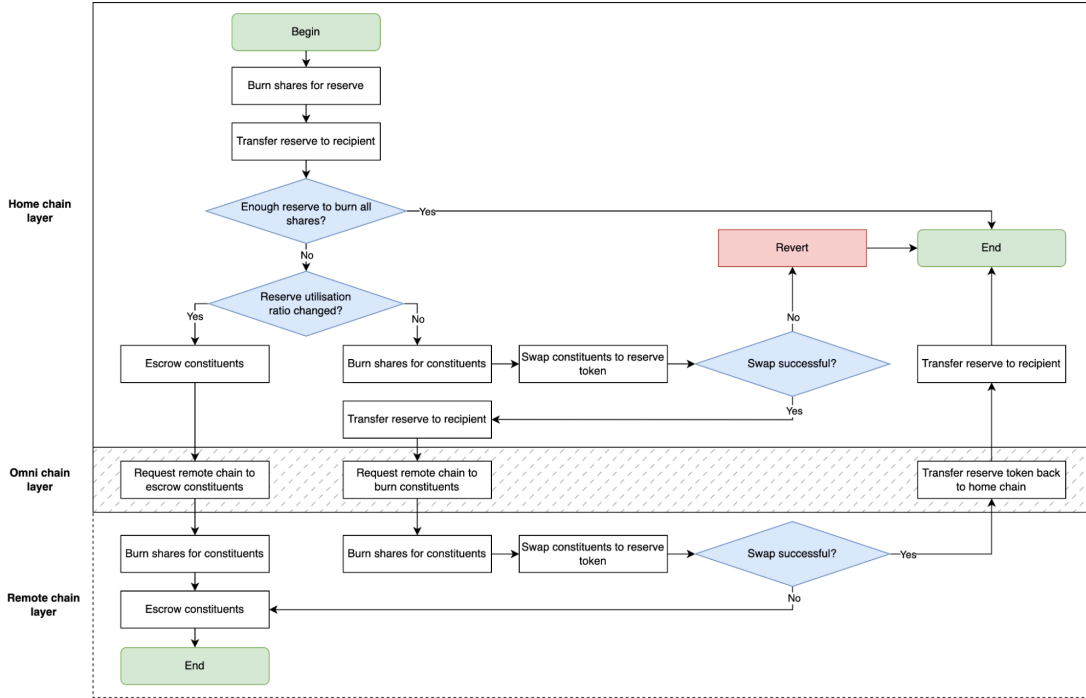 Begin
Burn shares for reserve
Transfer reserve to recipient
Home chain
layer
Enough reserve to burn all
shares?
Yes
No
Revert
End
Reserve utilisation
ratio changed?
Yes
No
No
Escrow constituents
Burn shares for constituents
Swap constituents to reserve
token
Swap successful?
Transfer reserve to recipient
Yes
Transfer reserve to recipient
Omni chain
layer
Request remote chain to
escrow constituents
Request remote chain to
burn constituents
Transfer reserve token back
to home chain
Remote chain
layer
Burn shares for constituents
Burn shares for constituents
Swap constituents to reserve
token
Swap successful?
Yes
No
Escrow constituents
End